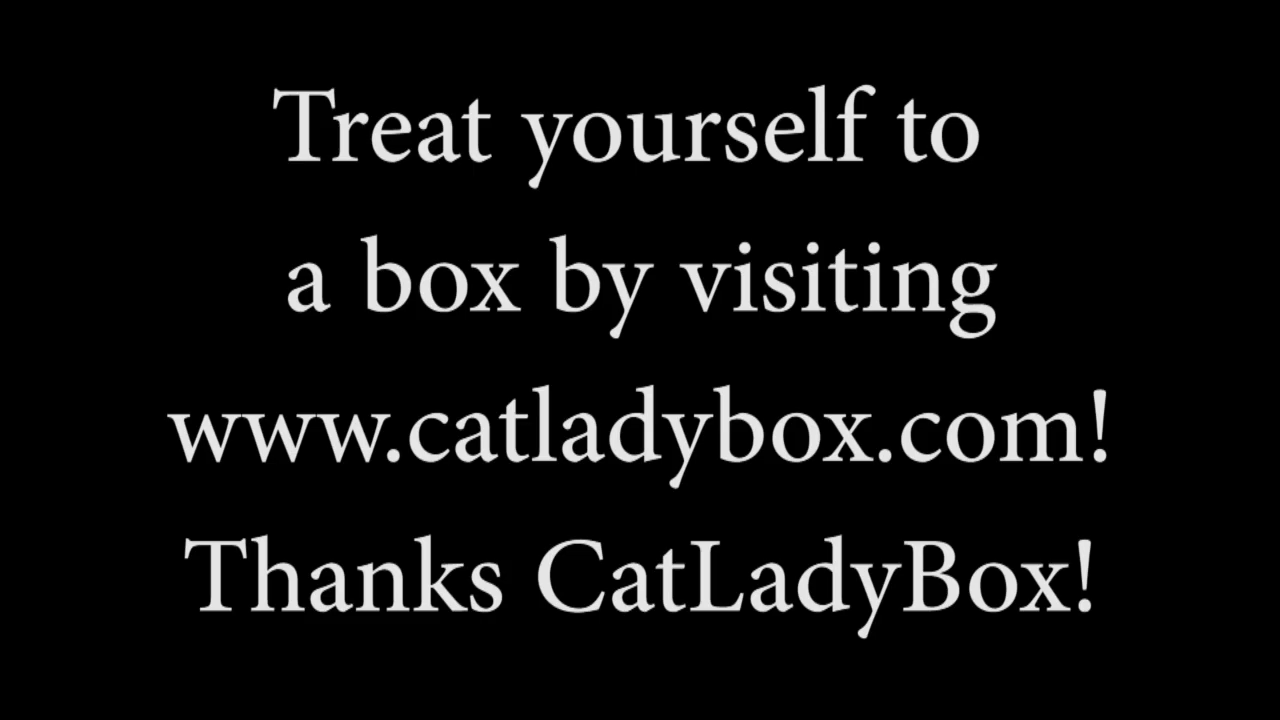 Treat yourself to
a box by visiting
www.catladybox.com!
Thanks CatLadyBox!